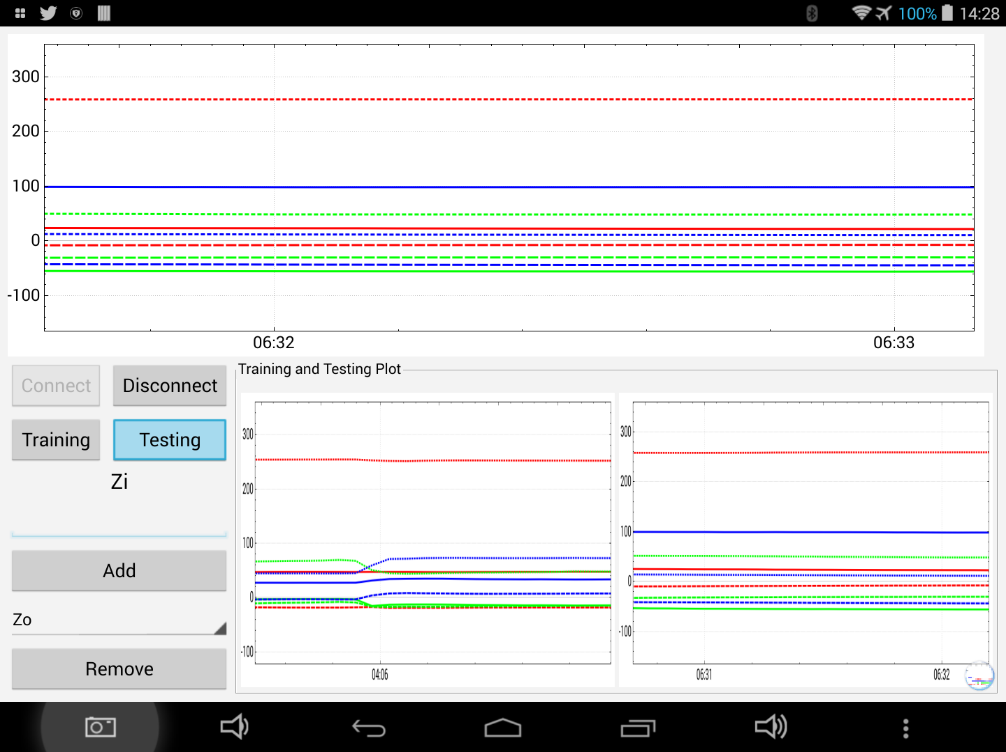 100% 14:28
300
200
100
0
-100
06:32 06:33
Connect Disconnect
Training Testing
Zi
Add
Zo
Remove
Training and Testing Plot
300
200
100
0
-100
04:06
300
200
100
0
-100
06:31 06:32